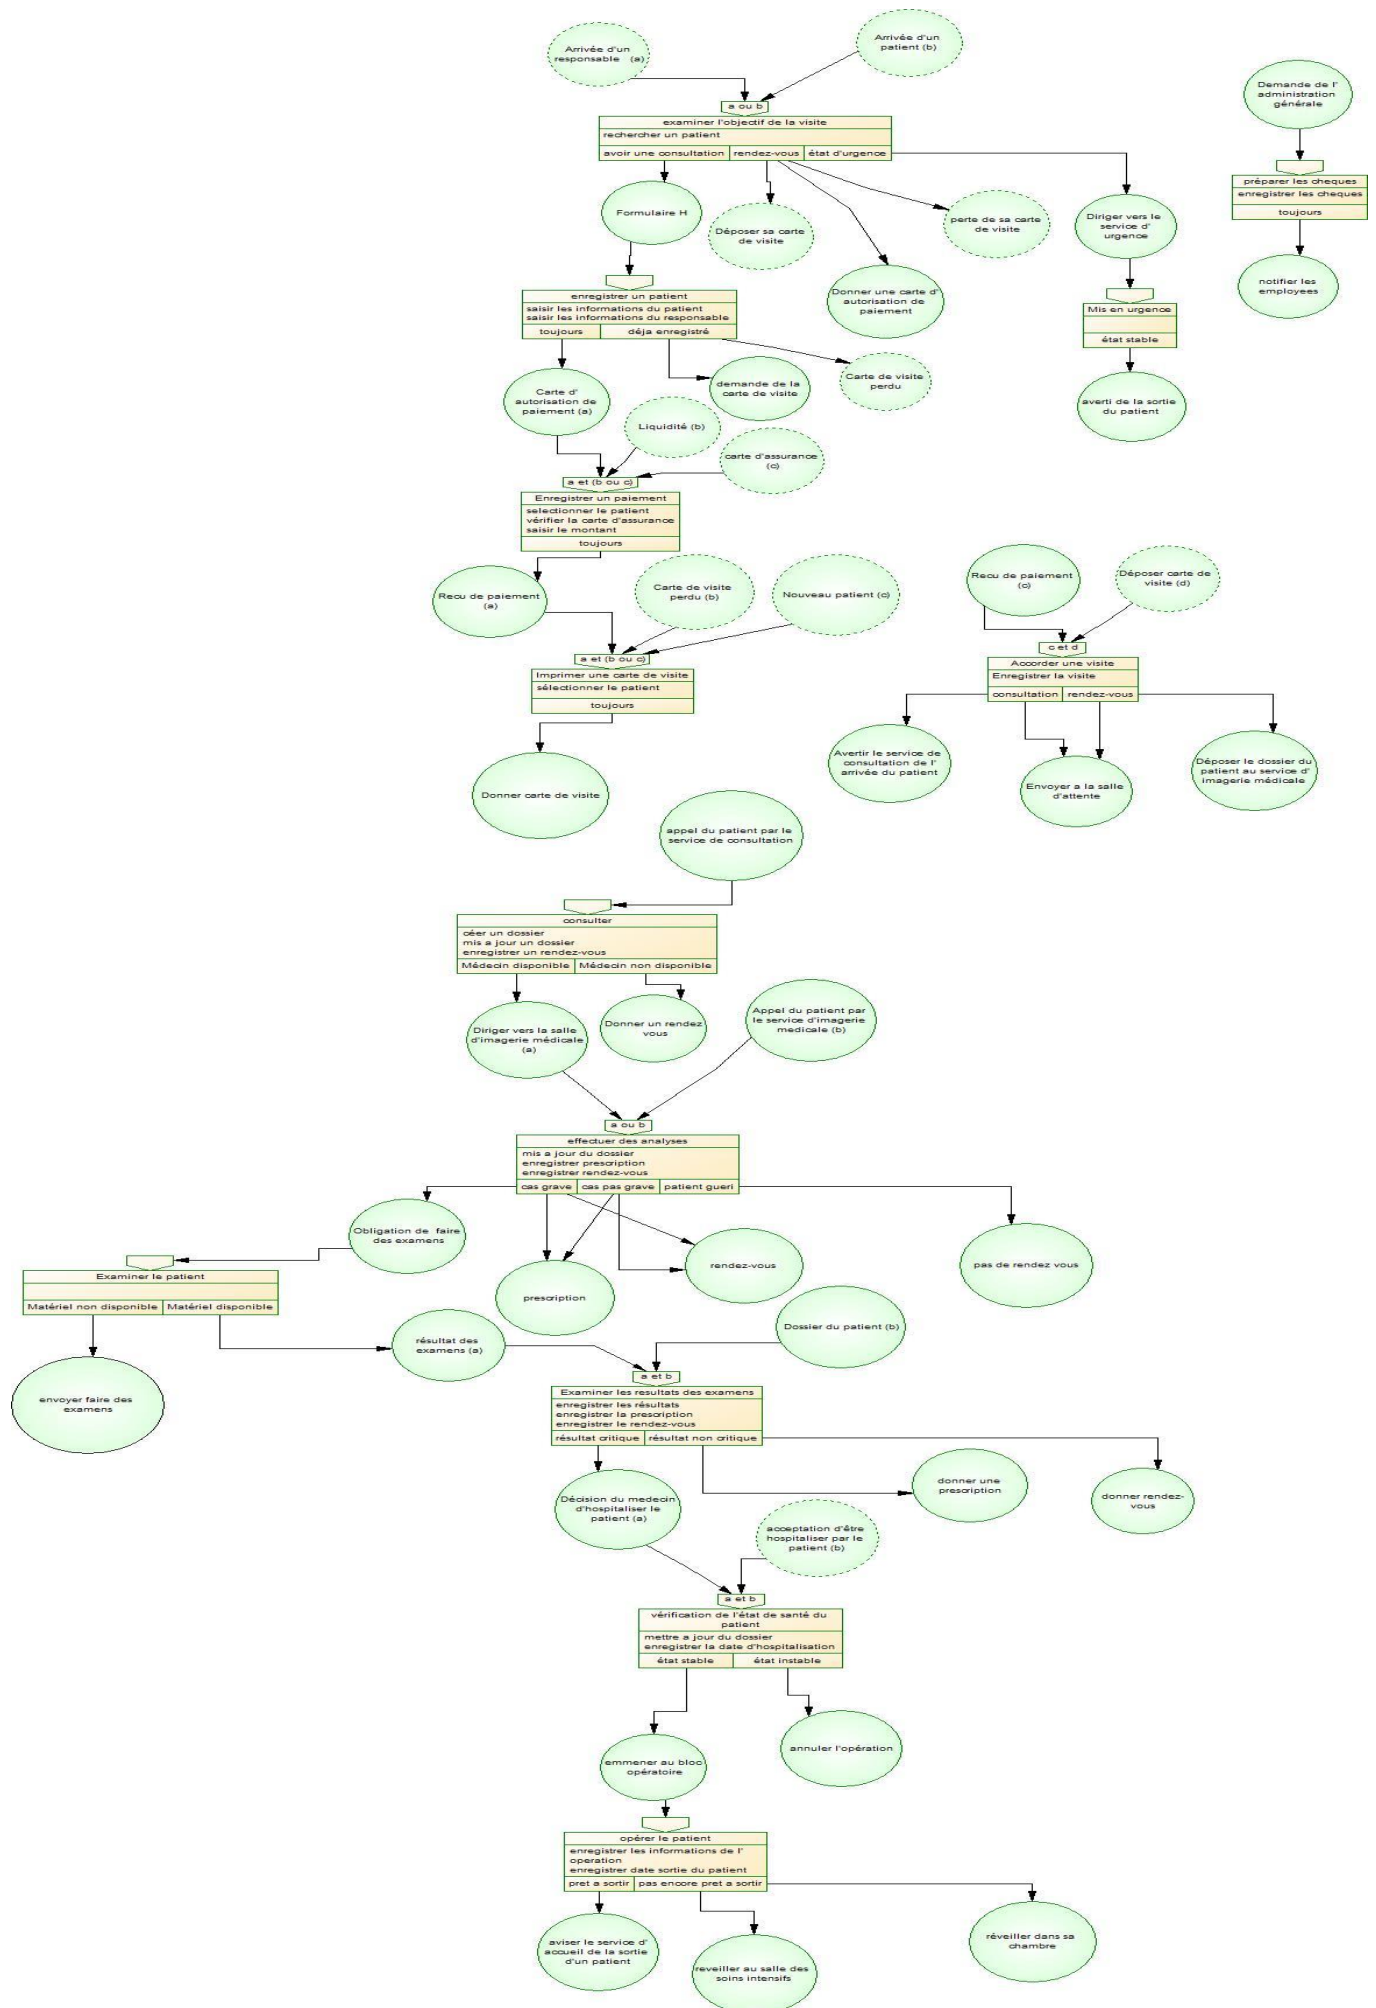 Arrivée d'un
responsable (a)
Arrivée d'un
patient (b)
a ou b
examiner l'objectif de la visite
rechercher un patient
avoir une consultation
rendez-vous
état d'urgence
Demande de l'
administration
générale
préparer les cheques
enregistrer les cheques
toujours
notifier les
employees
Formulaire H
Déposer sa carte
de visite
perte de sa carte
de visite
Diriger vers le
service d'
urgence
Donner une carte d'
autorisation de
paiement
Mis en urgence
état stable
averti de la sortie
du patient
enregistrer un patient
saisir les informations du patient
saisir les informations du responsable
toujours
déja enregistré
Carte d'
autorisation de
paiement (a)
demande de la
carte de visite
Carte de visite
perdu
Liquidité (b)
carte d'assurance
(c)
a et (b ou c)
Enregistrer un paiement
selectionner le patient
vérifier la carte d'assurance
saisir le montant
toujours
Recu de paiement
(a)
Carte de visite
perdu (b)
Nouveau patient (c)
a et (b ou c)
Imprimer une carte de visite
sélectionner le patient
toujours
Donner carte de visite
Recu de paiement
(c)
Déposer carte de
visite (d)
c et d
Accorder une visite
Enregistrer la visite
consultation
rendez-vous
Avertir le service de
consultation de l'
arrivée du patient
Envoyer a la salle
d'attente
Déposer le dossier du
patient au service d'
imagerie médicale
appel du patient par le
service de consultation
consulter
céer un dossier
mis a jour un dossier
enregistrer un rendez-vous
Médecin disponible
Médecin non disponible
Diriger vers la salle
d'imagerie médicale
(a)
Donner un rendez
vous
Appel du patient par
le service d'imagerie
medicale (b)
a ou b
effectuer des analyses
mis a jour du dossier
enregistrer prescription
enregistrer rendez-vous
cas grave
cas pas grave
patient gueri
Obligation de faire
des examens
prescription
rendez-vous
pas de rendez vous
Examiner le patient
Matériel non disponible
Matériel disponible
envoyer faire des
examens
résultat des
examens (a)
Dossier du patient (b)
a et b
Examiner les resultats des examens
enregistrer les résultats
enregistrer la prescription
enregistrer le rendez-vous
résultat critique
résultat non critique
Décision du medecin
d'hospitaliser le
patient (a)
acceptation d'être
hospitaliser par le
patient (b)
donner une
prescription
donner rendez-
vous
a et b
vérification de l'état de santé du
patient
mettre a jour du dossier
enregistrer la date d'hospitalisation
état stable
état instable
emmener au bloc
opératoire
annuler l'opération
opérer le patient
enregistrer les informations de l'
operation
enregistrer date sortie du patient
pret a sortir
pas encore pret a sortir
aviser le service d'
accueil de la sortie
d'un patient
reveiller au salle des
soins intensifs
réveiller dans sa
chambre